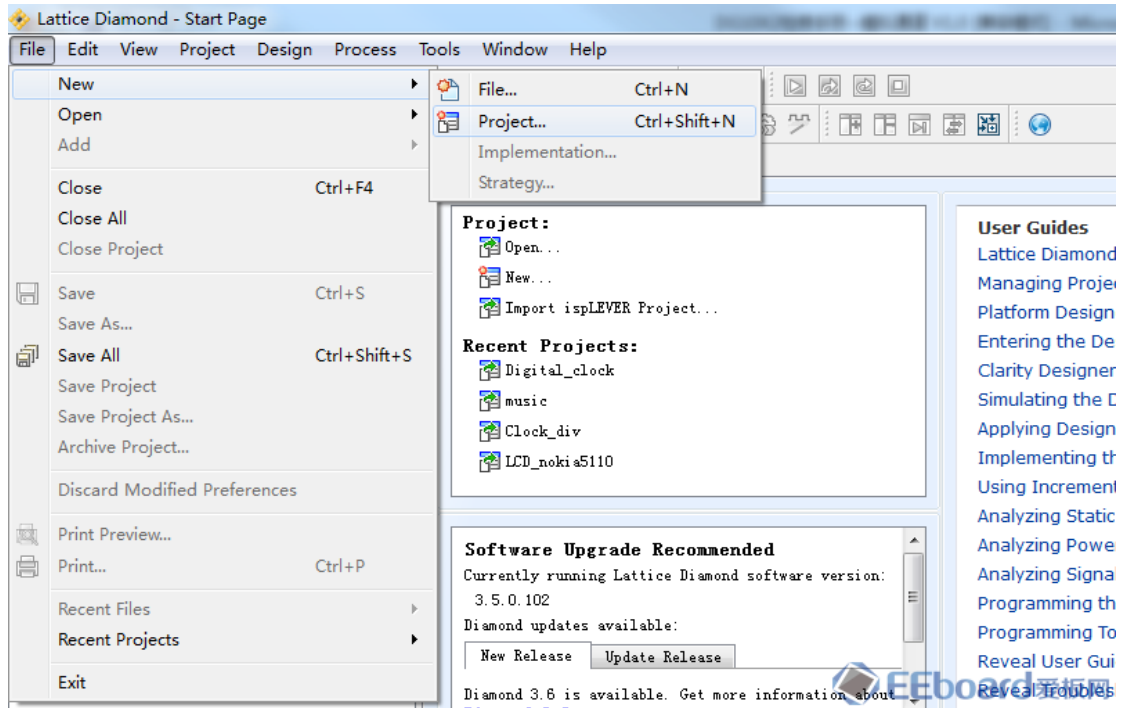 Lattice Diamond - Start Page
File Edit View Project Design Process Tools Window Help
New
Open
Add
Close Ctrl+F4
Close All
Close Project
Save Ctrl+S
Save As...
Save All Ctrl+Shift+S
Save Project
Save Project As...
Archive Project...
Discard Modified Preferences
Print Preview...
Print... Ctrl+P
Recent Files
Recent Projects
Exit
File... Ctrl+N
Project... Ctrl+Shift+N
Implementation...
Strategy...
Project:
Open...
New...
Import ispLEVER Project...
Recent Projects:
Digital_clock
music
Clock_div
LCD_nokia5110
Software Upgrade Recommended
Currently running Lattice Diamond software version:
3.5.0.102
Diamond updates available:
New Release Update Release
Diamond 3.6 is available. Get more information about
User Guides
Lattice Diamond
Managing Proje
Platform Design
Entering the De
Clarity Designer
Simulating the D
Applying Design
Implementing th
Using Increment
Analyzing Static
Analyzing Power
Analyzing Signa
Programming th
Programming To
Reveal User Gui
Reveal Troubles
EEboard爱板网